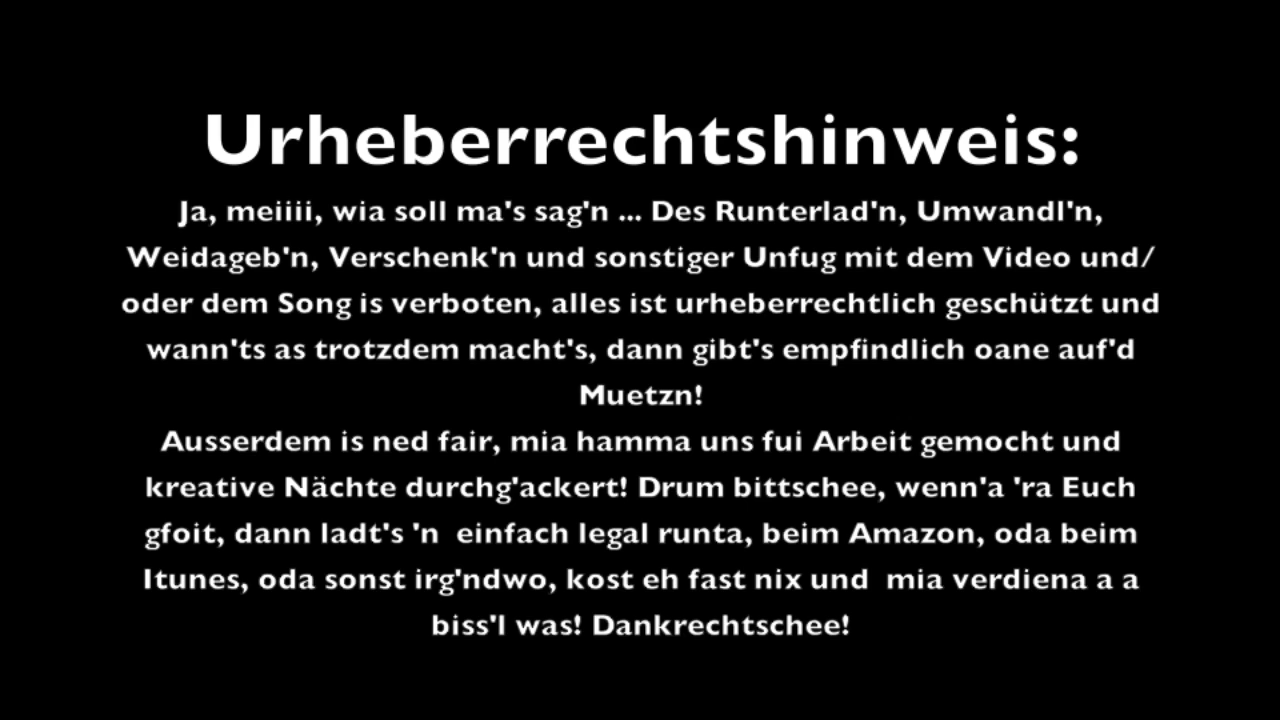 Urheberrechtshinweis:
Ja, meiiii, wia soll ma's sag'n ... Des Runterlad'n, Umwandl'n,
Weidageb'n, Verschenk'n und sonstiger Unfug mit dem Video und/
oder dem Song is verboten, alles ist urheberrechtlich geschützt und
wann'ts as trotzdem macht's, dann gibt's empfindlich oane auf'd
Muetzn!
Ausserdem is ned fair, mia hamma uns fui Arbeit gemocht und
kreative Nächte durchg'ackert! Drum bittschee, wenn'a 'ra Euch
gfoit, dann ladt's 'n  einfach legal runta, beim Amazon, oda beim
Itunes, oda sonst irg'ndwo, kost eh fast nix und  mia verdiena a a
biss'l was! Dankrechtschee!